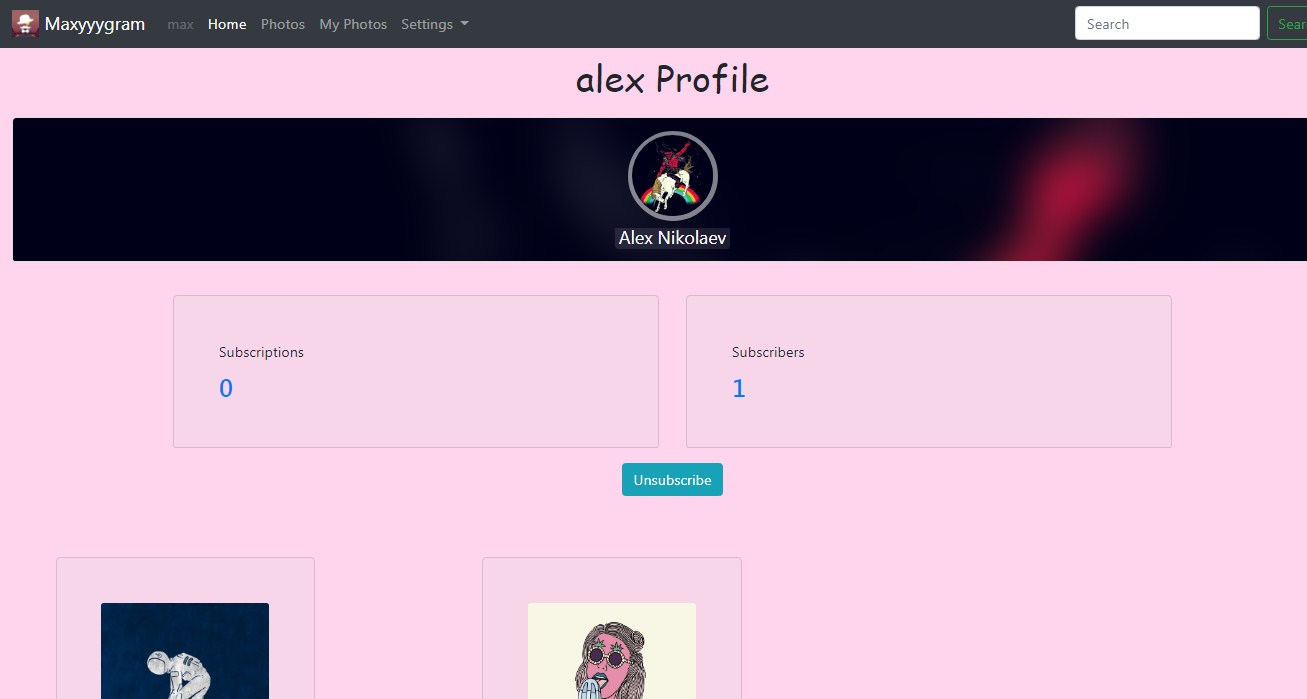 Maxyyygram max Home Photos My Photos Settings Search Sear
alex Profile
Alex Nikolaev
Subscriptions Subscribers
0 1
Unsubscribe